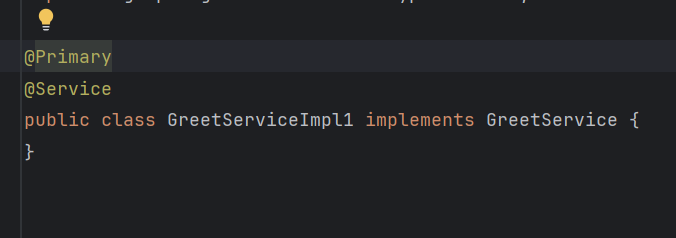 @Primary
@Service
public class GreetServiceImpl1 implements GreetService {
}